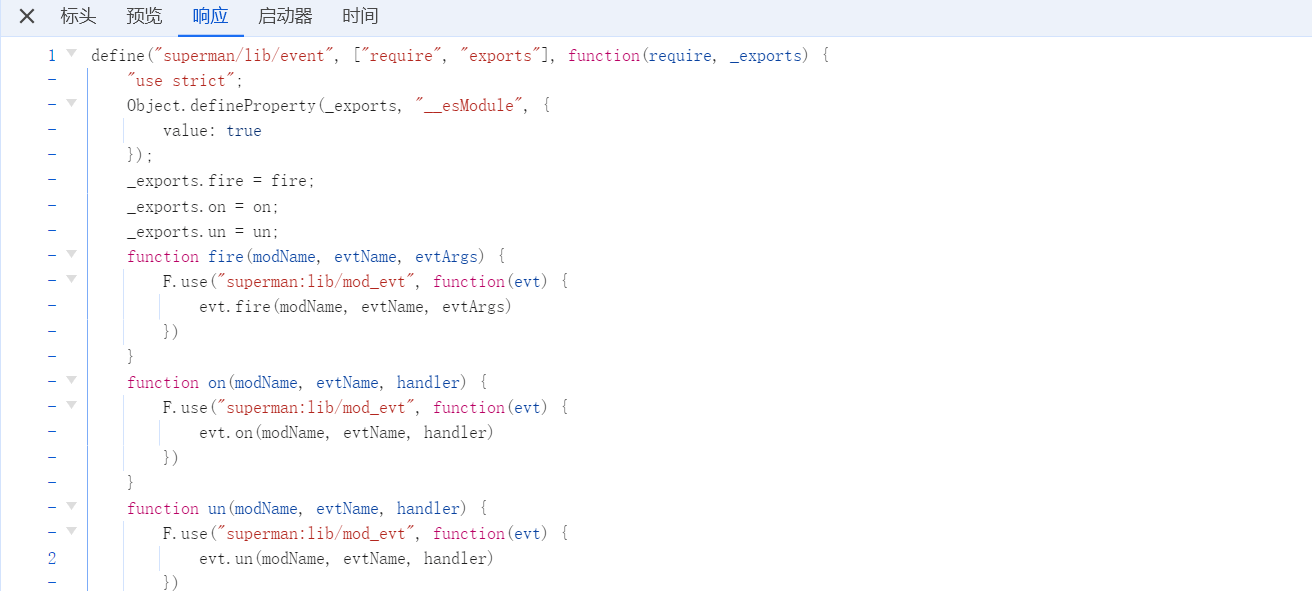 标头 预览 响应 启动器 时间
1 define("superman/lib/event", ["require", "exports"], function(require, _exports) {
- "use strict";
- Object.defineProperty(_exports, "__esModule", {
- value: true
- });
- _exports.fire = fire;
- _exports.on = on;
- _exports.un = un;
- function fire(modName, evtName, evtArgs) {
- F.use("superman:lib/mod_evt", function(evt) {
- evt.fire(modName, evtName, evtArgs)
- })
- }
- function on(modName, evtName, handler) {
- F.use("superman:lib/mod_evt", function(evt) {
- evt.on(modName, evtName, handler)
- })
- }
- function un(modName, evtName, handler) {
- F.use("superman:lib/mod_evt", function(evt) {
2 evt.un(modName, evtName, handler)
- })